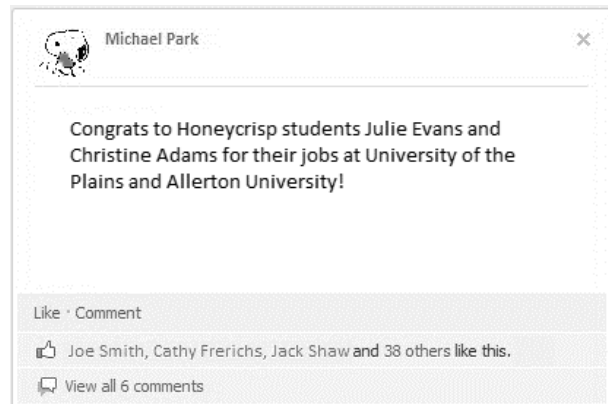 Michael Park
Congrats to Honeycrisp students Julie Evans and
Christine Adams for their jobs at University of the
Plains and Allerton University!
Like · Comment
Joe Smith, Cathy Frerichs, Jack Shaw and 38 others like this.
View all 6 comments